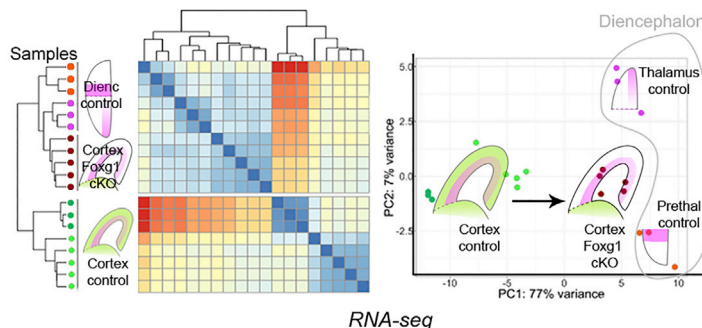 Samples
Dienc
control
Cortex
Foxg1
cKO
Cortex
control
Diencephalon
5.0
2.5
0.0
-2.5
PC2: 7% variance
Thalamus
control
Cortex
control
Cortex
Foxg1
cKO
Prethal
control
-10
-5
0
5
10
PC1: 77% variance
RNA-seq